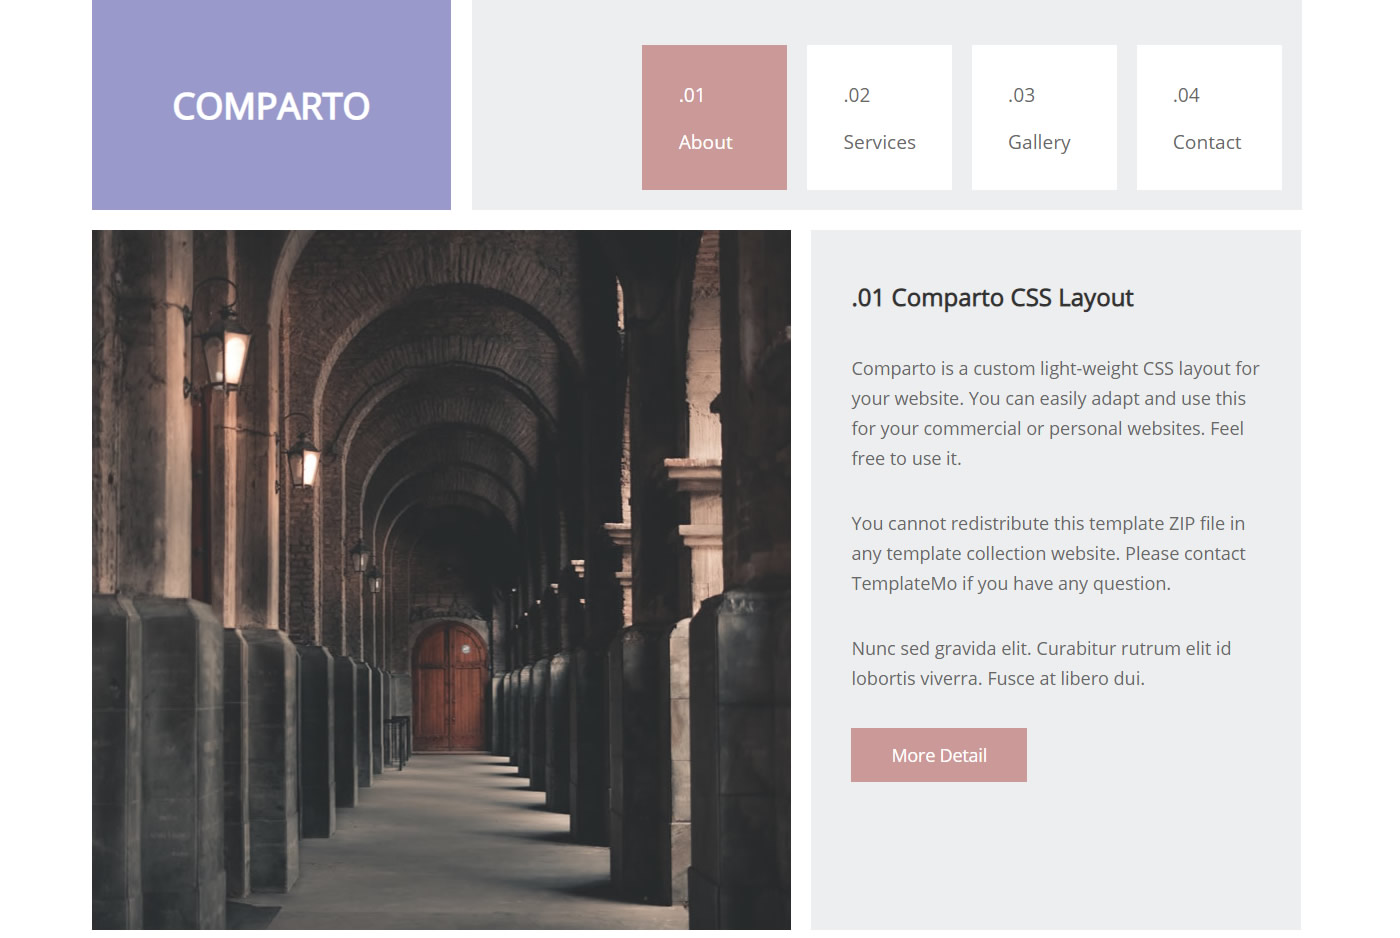 COMPARTO
.01
About
.02
Services
.03
Gallery
.04
Contact
.01 Comparto CSS Layout
Comparto is a custom light-weight CSS layout for
your website. You can easily adapt and use this
for your commercial or personal websites. Feel
free to use it.
You cannot redistribute this template ZIP file in
any template collection website. Please contact
TemplateMo if you have any question.
Nunc sed gravida elit. Curabitur rutrum elit id
lobortis viverra. Fusce at libero dui.
More Detail